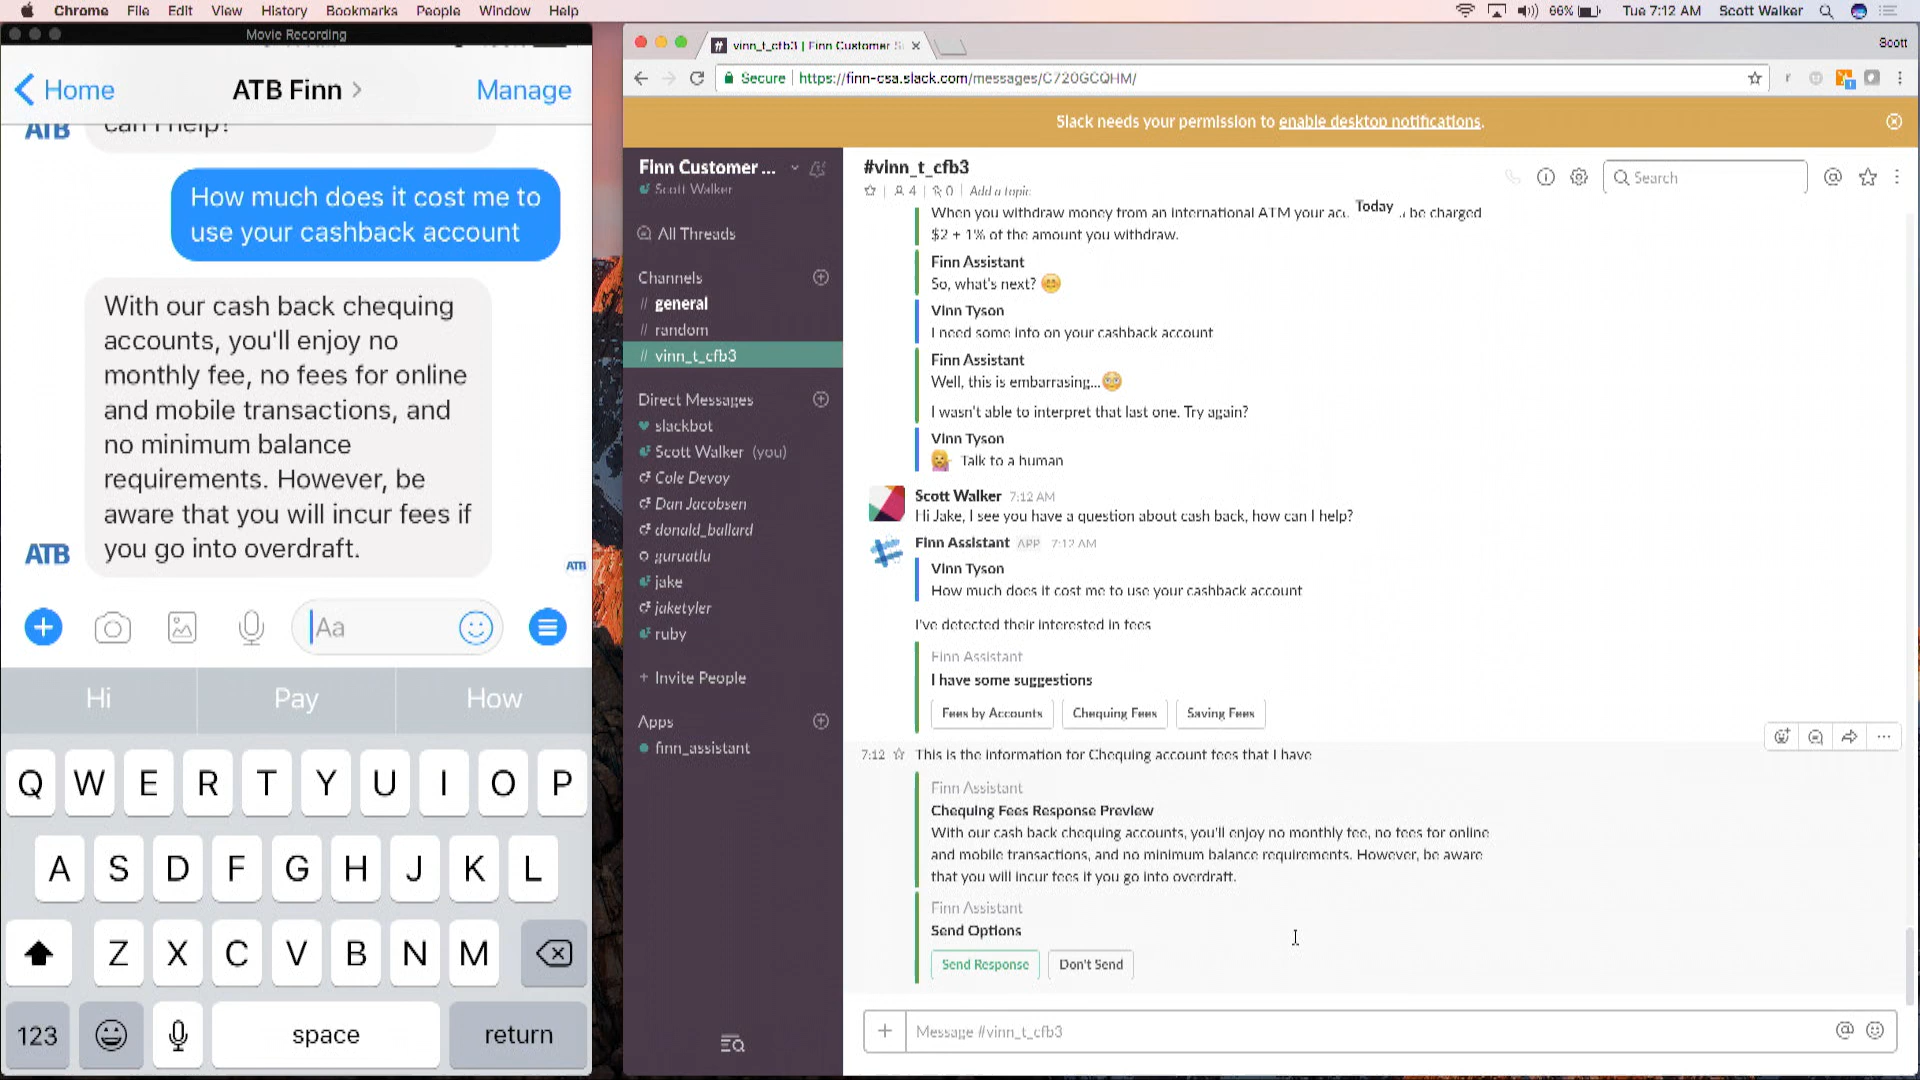 Chrome File Edit View History Bookmarks People Window Help
66% Tue 7:12 AM Scott Walker
Movie Recording
Home ATB Finn Manage
can I help?
ATB
How much does it cost me to
use your cashback account
With our cash back chequing
accounts, you'll enjoy no
monthly fee, no fees for online
and mobile transactions, and
no minimum balance
requirements. However, be
aware that you will incur fees if
you go into overdraft.
ATB
ATB
Aa
Hi Pay How
Q W E R T Y U I O P
A S D F G H J K L
Z X C V B N M
123 space return
vinn_t_cfb3 | Finn Customer S
Scott
Secure https://finn-csa.slack.com/messages/C720GCQHM/
Slack needs your permission to enable desktop notifications.
Finn Customer ...
Scott Walker
All Threads
Channels
// general
// random
// vinn_t_cfb3
Direct Messages
slackbot
Scott Walker (you)
Cole Devoy
Dan Jacobsen
donald_ballard
guruatlu
jake
jaketyler
ruby
+ Invite People
Apps
finn_assistant
#vinn_t_cfb3
4 0 Add a topic
Search
Today
When you withdraw money from an international ATM your acc be charged
$2 + 1% of the amount you withdraw.
Finn Assistant
So, what's next?
Vinn Tyson
I need some info on your cashback account
Finn Assistant
Well, this is embarrasing...
I wasn't able to interpret that last one. Try again?
Vinn Tyson
Talk to a human
Scott Walker 7:12 AM
Hi Jake, I see you have a question about cash back, how can I help?
Finn Assistant APP 7:12 AM
Vinn Tyson
How much does it cost me to use your cashback account
I've detected their interested in fees
Finn Assistant
I have some suggestions
Fees by Accounts Chequing Fees Saving Fees
7:12 This is the information for Chequing account fees that I have
Finn Assistant
Chequing Fees Response Preview
With our cash back chequing accounts, you'll enjoy no monthly fee, no fees for online
and mobile transactions, and no minimum balance requirements. However, be aware
that you will incur fees if you go into overdraft.
Finn Assistant
Send Options
Send Response Don't Send
Message #vinn_t_cfb3